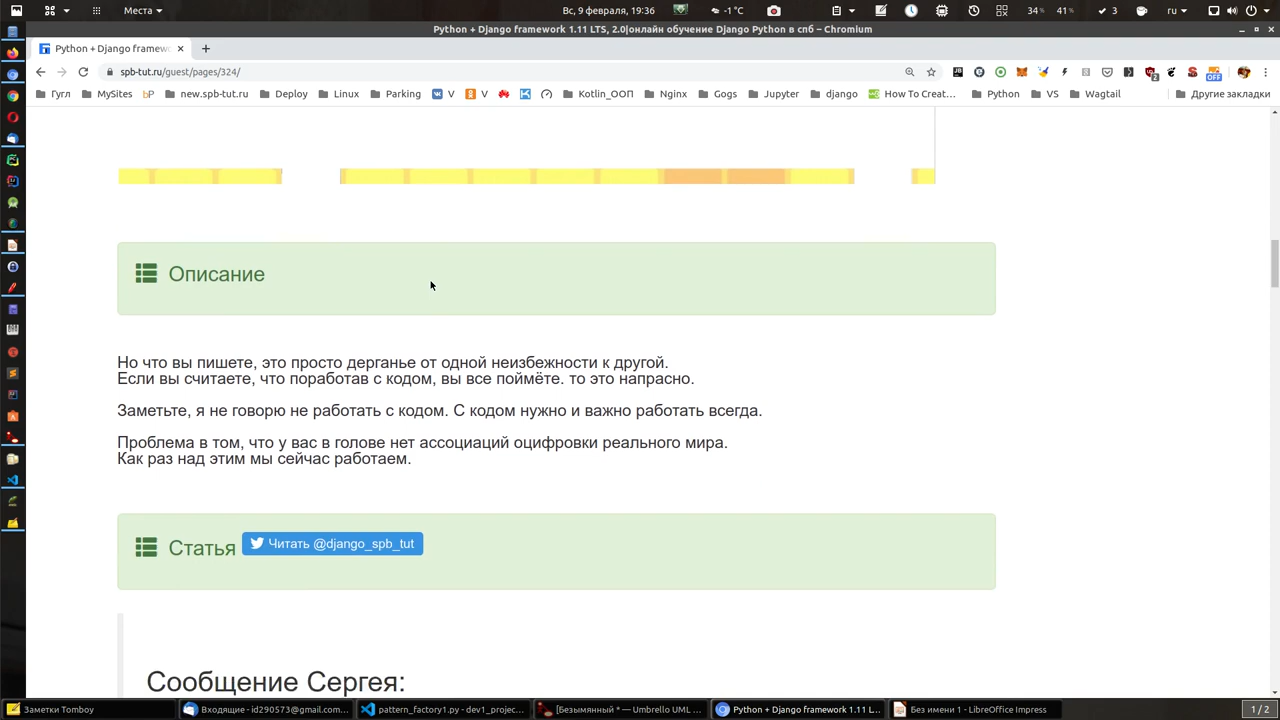 Места
Вс, 9 февраля, 19:36
-1°C
34 %
41 %
3
ru
Python + Django framework 1.11 LTS, 2.0|онлайн обучение Django Python в спб – Chromium
Python + Django framewo
spb-tut.ru/guest/pages/324/
2
OFF
Гугл
MySites
bP
new.spb-tut.ru
Deploy
Linux
Parking
V
V
Kotlin_ООП
Nginx
Gogs
Jupyter
django
How To Creat…
Python
VS
Wagtail
Другие закладки
Описание
Но что вы пишете, это просто дерганье от одной неизбежности к другой.
Если вы считаете, что поработав с кодом, вы все поймёте. то это напрасно.
Заметьте, я не говорю не работать с кодом. С кодом нужно и важно работать всегда.
Проблема в том, что у вас в голове нет ассоциаций оцифровки реального мира.
Как раз над этим мы сейчас работаем.
Статья
Читать @django_spb_tut
Сообщение Сергея:
Заметки Tomboy
Входящие - id290573@gmail.com…
pattern_factory1.py - dev1_projec…
[Безымянный * — Umbrello UML …
Python + Django framework 1.11 L…
Без имени 1 - LibreOffice Impress
1 / 2